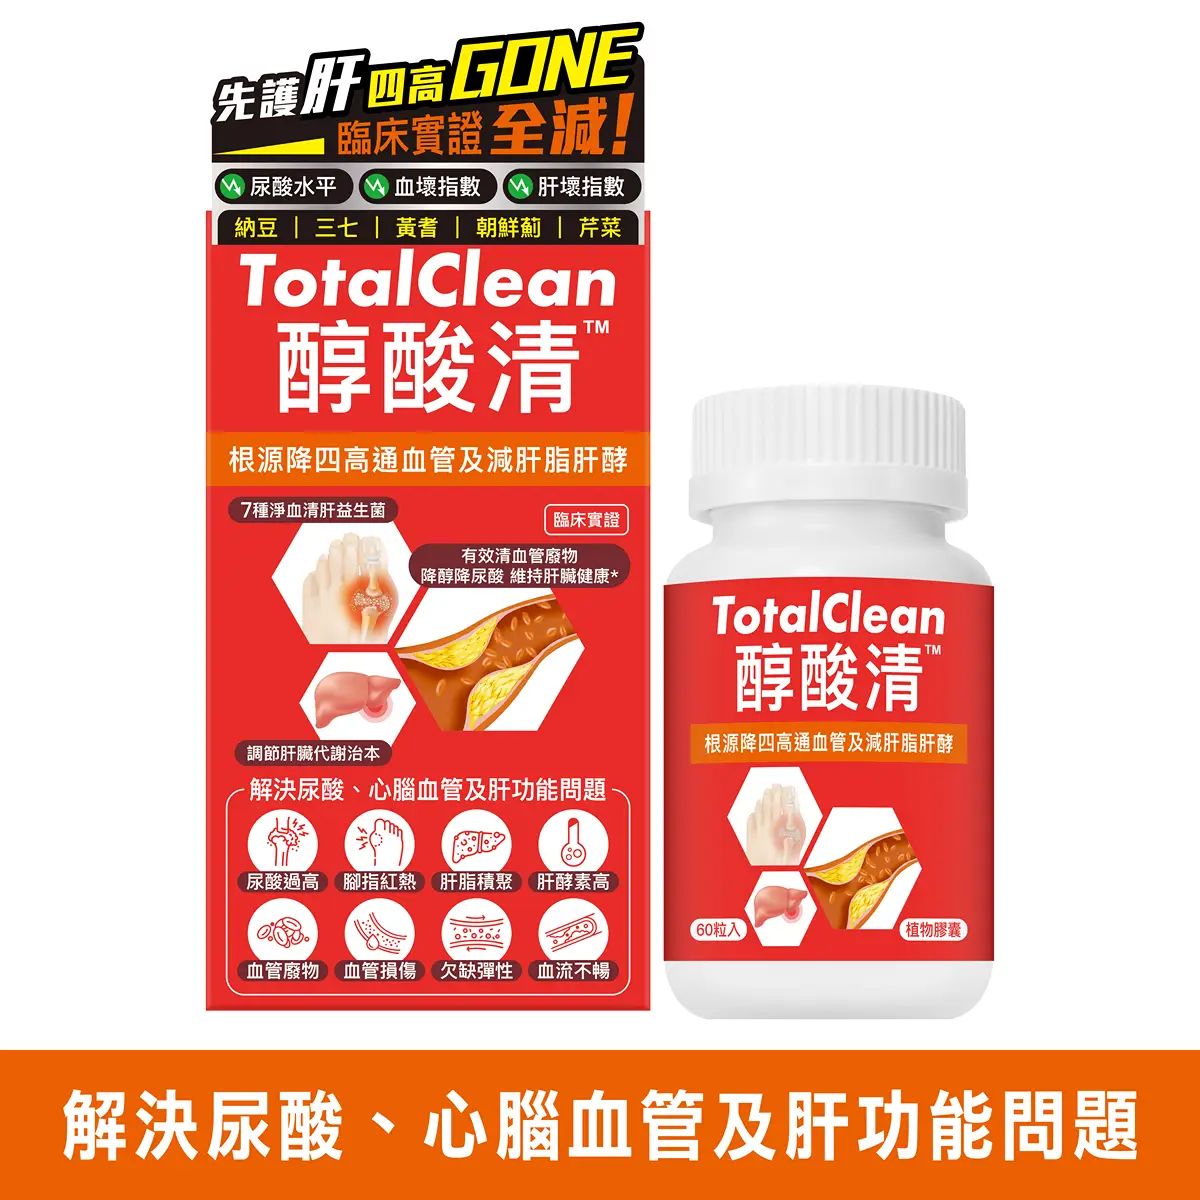 先護肝四高GONE
臨床實證 全減!
尿酸水平 血壞指數 肝壞指數
納豆 | 三七 | 黃耆 | 朝鮮薊 | 芹菜
TotalClean
醇酸清™
根源降四高通血管及減肝脂肝酵
7種淨血清肝益生菌
臨床實證
有效清血管廢物
降醇降尿酸 維持肝臟健康*
調節肝臟代謝治本
解決尿酸、心腦血管及肝功能問題
尿酸過高 腳指紅熱 肝脂積聚 肝酵素高
血管廢物 血管損傷 欠缺彈性 血流不暢
TotalClean
醇酸清™
根源降四高通血管及減肝脂肝酵
60粒入
植物膠囊
解決尿酸、心腦血管及肝功能問題